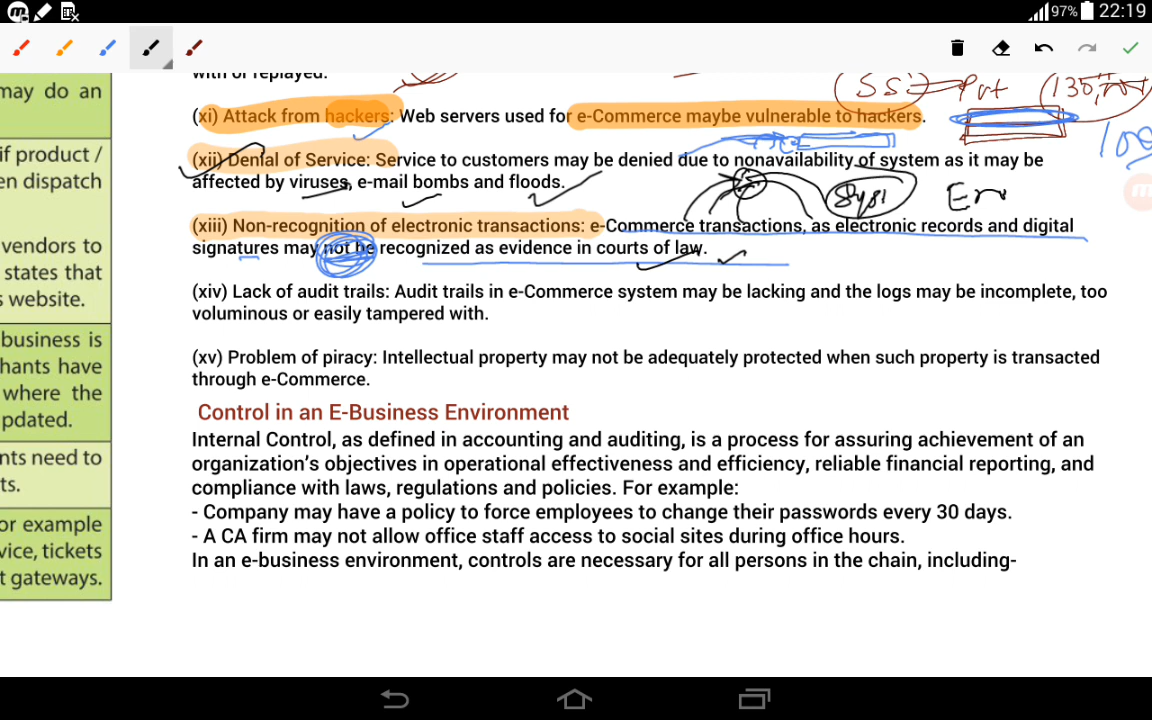 97% 22:19
with or replayed.
may do an
(xi) Attack from hackers: Web servers used for e-Commerce maybe vulnerable to hackers.
if product /
en dispatch
(xii) Denial of Service: Service to customers may be denied due to nonavailability of system as it may be
affected by viruses, e-mail bombs and floods.
Err
(xiii) Non-recognition of electronic transactions: e-Commerce transactions, as electronic records and digital
signatures may not be recognized as evidence in courts of law.
vendors to
states that
s website.
(xiv) Lack of audit trails: Audit trails in e-Commerce system may be lacking and the logs may be incomplete, too
voluminous or easily tampered with.
business is
hants have
where the
pdated.
(xv) Problem of piracy: Intellectual property may not be adequately protected when such property is transacted
through e-Commerce.
Control in an E-Business Environment
Internal Control, as defined in accounting and auditing, is a process for assuring achievement of an
organization's objectives in operational effectiveness and efficiency, reliable financial reporting, and
compliance with laws, regulations and policies. For example:
nts need to
ts.
- Company may have a policy to force employees to change their passwords every 30 days.
- A CA firm may not allow office staff access to social sites during office hours.
In an e-business environment, controls are necessary for all persons in the chain, including-
or example
vice, tickets
t gateways.